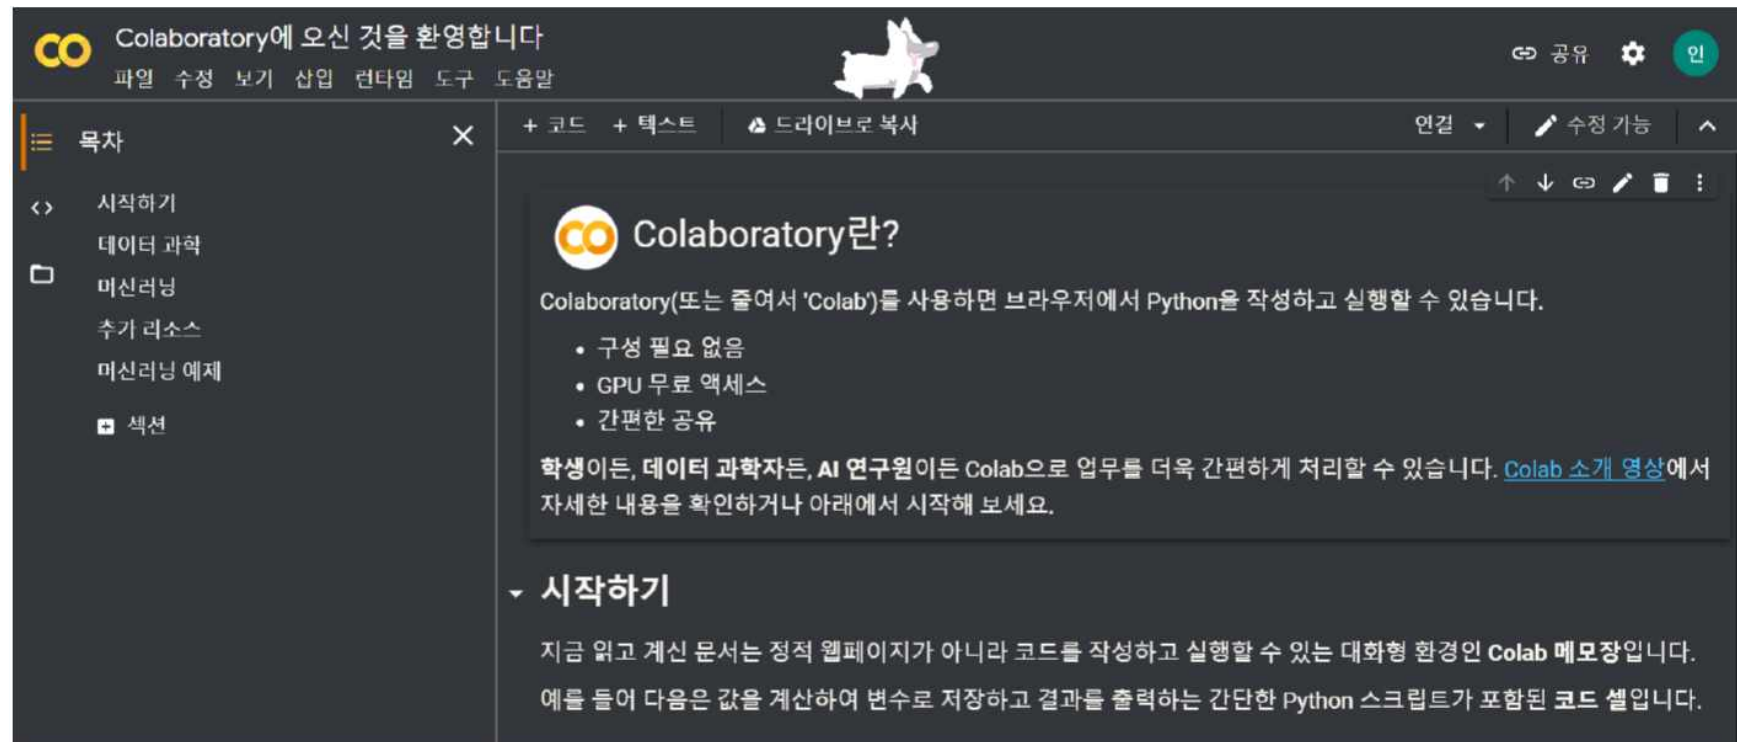 Colaboratory에 오신 것을 환영합니다
파일 수정 보기 삽입 런타임 도구 도움말
공유
인
목차
시작하기
데이터 과학
머신러닝
추가 리소스
머신러닝 예제
섹션
+ 코드 + 텍스트 드라이브로 복사
연결 수정 가능
Colaboratory란?
Colaboratory(또는 줄여서 'Colab')를 사용하면 브라우저에서 Python을 작성하고 실행할 수 있습니다.
• 구성 필요 없음
• GPU 무료 액세스
• 간편한 공유
학생이든, 데이터 과학자든, AI 연구원이든 Colab으로 업무를 더욱 간편하게 처리할 수 있습니다. Colab 소개 영상에서
자세한 내용을 확인하거나 아래에서 시작해 보세요.
시작하기
지금 읽고 계신 문서는 정적 웹페이지가 아니라 코드를 작성하고 실행할 수 있는 대화형 환경인 Colab 메모장입니다.
예를 들어 다음은 값을 계산하여 변수로 저장하고 결과를 출력하는 간단한 Python 스크립트가 포함된 코드 셀입니다.